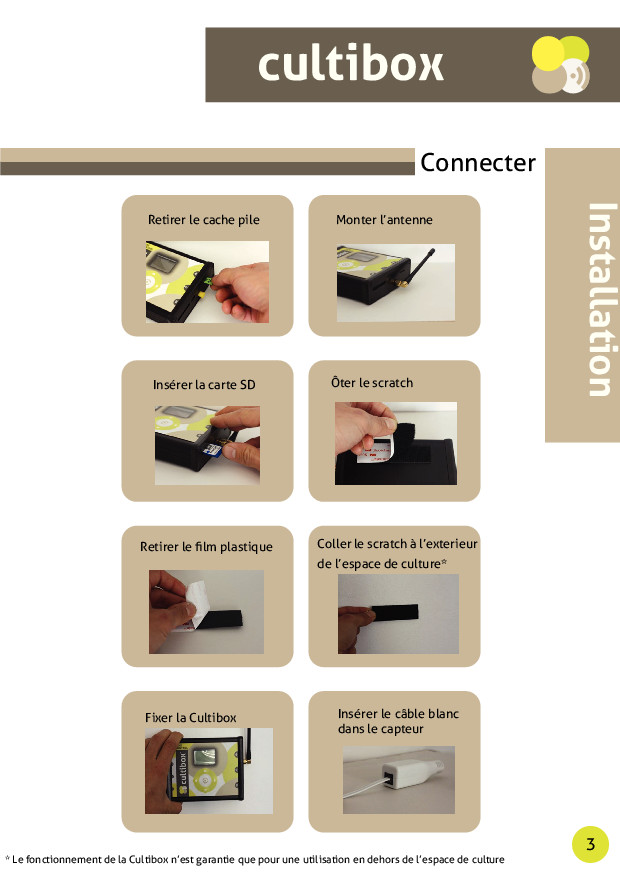 cultibox
Connecter
Installation
Retirer le cache pile
Monter l'antenne
Insérer la carte SD
Ôter le scratch
Retirer le film plastique
Coller le scratch à l'exterieur
de l'espace de culture*
Fixer la Cultibox
cultibox
Insérer le câble blanc
dans le capteur
3
* Le fonctionnement de la Cultibox n'est garantie que pour une utilisation en dehors de l'espace de culture